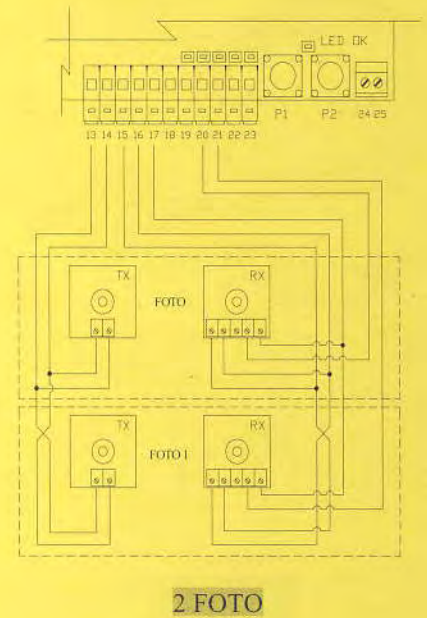 LED OK
P1 P2 24 25
13 14 15 16 17 18 19 20 21 22 23
TX FOTO RX
TX FOTO 1 RX
2 FOTO